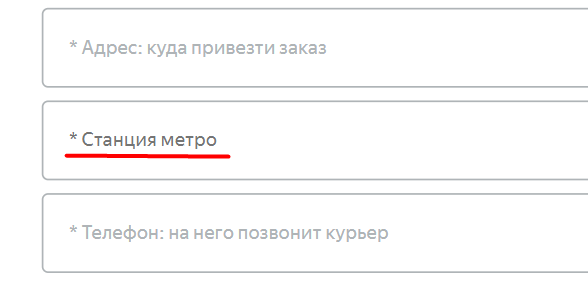 * Адрес: куда привезти заказ
* Станция метро
* Телефон: на него позвонит курьер